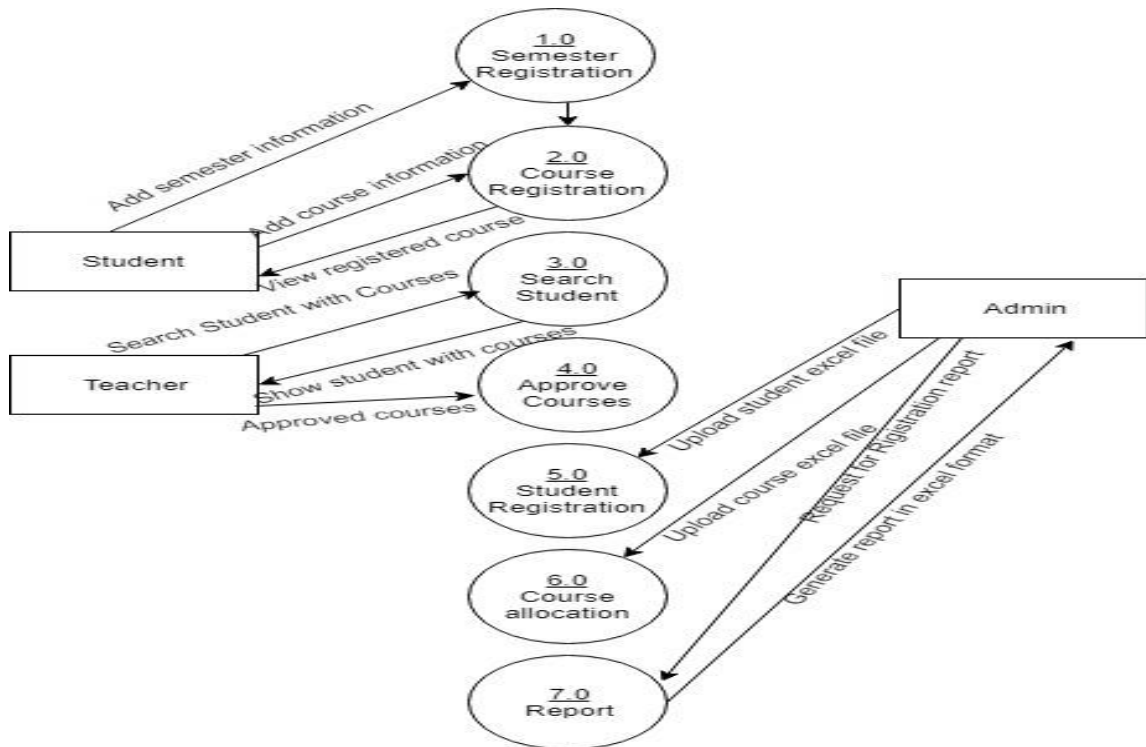 1.0
Semester
Registration
Add semester information
2.0
Course
Registration
Add course information
Student
View registered course
3.0
Search
Student
Search Student with Courses
Admin
Teacher
Show student with courses
4.0
Approve
Courses
Approved courses
Upload student excel file
5.0
Student
Registration
Upload course excel file
Request for Rigistration report
Generate report in excel format
6.0
Course
allocation
7.0
Report